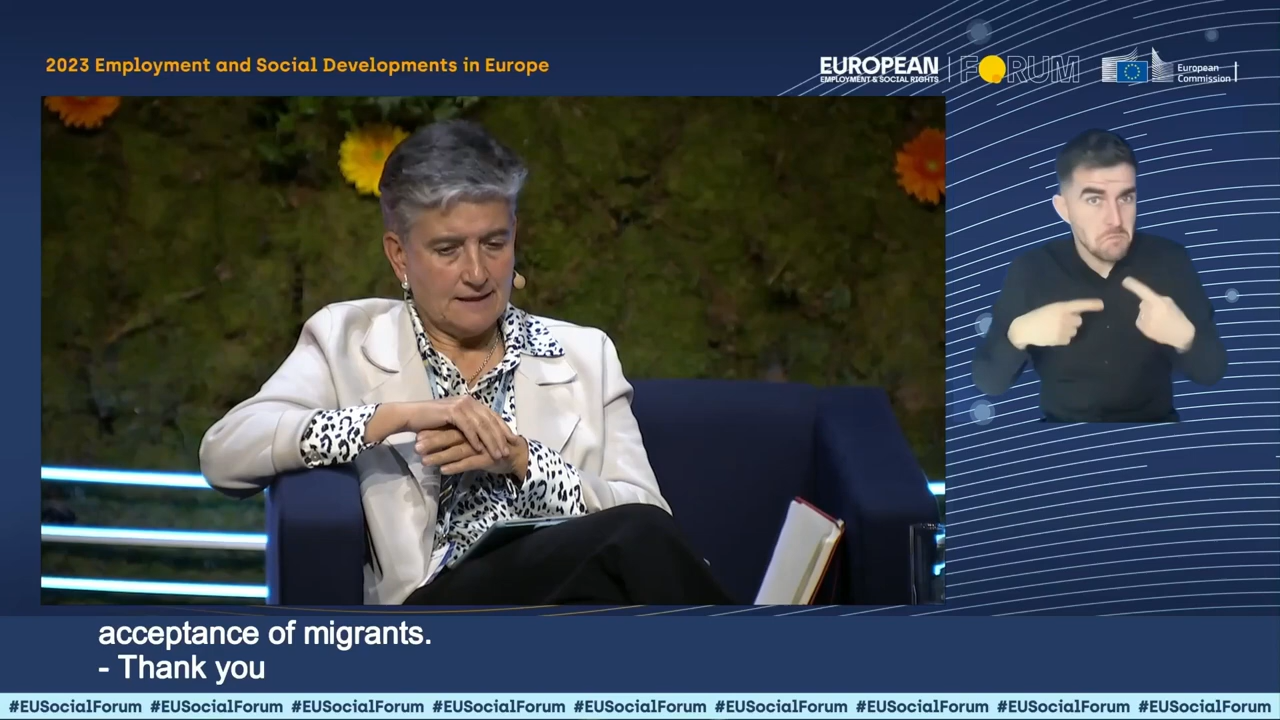 2023 Employment and Social Developments in Europe
EUROPEAN
EMPLOYMENT & SOCIAL RIGHTS
FORUM
European
Commission
acceptance of migrants.
- Thank you
#EUSocialForum #EUSocialForum #EUSocialForum #EUSocialForum #EUSocialForum #EUSocialForum #EUSocialForum #EUSocialForum #EUSocialForum